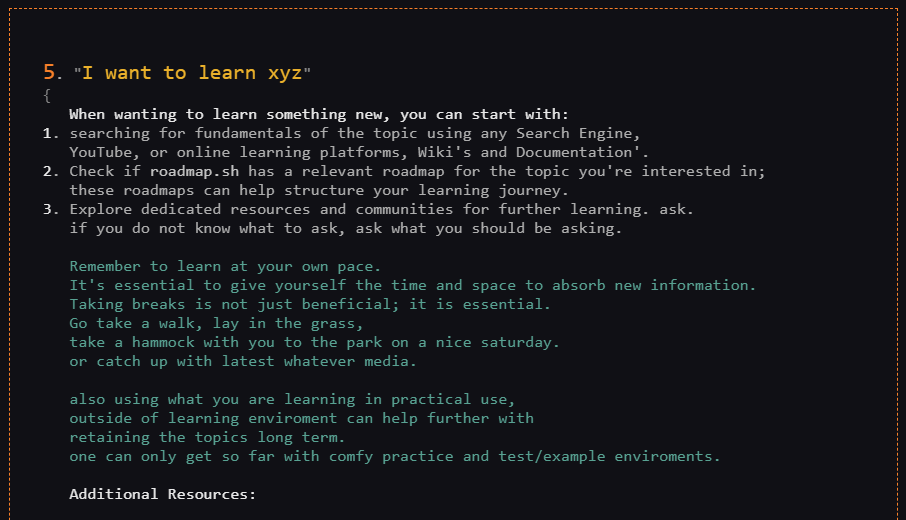 5. "I want to learn xyz"
{
When wanting to learn something new, you can start with:
1. searching for fundamentals of the topic using any Search Engine,
YouTube, or online learning platforms, Wiki's and Documentation'.
2. Check if roadmap.sh has a relevant roadmap for the topic you're interested in;
these roadmaps can help structure your learning journey.
3. Explore dedicated resources and communities for further learning. ask.
if you do not know what to ask, ask what you should be asking.
Remember to learn at your own pace.
It's essential to give yourself the time and space to absorb new information.
Taking breaks is not just beneficial; it is essential.
Go take a walk, lay in the grass,
take a hammock with you to the park on a nice saturday.
or catch up with latest whatever media.
also using what you are learning in practical use,
outside of learning enviroment can help further with
retaining the topics long term.
one can only get so far with comfy practice and test/example enviroments.
Additional Resources: